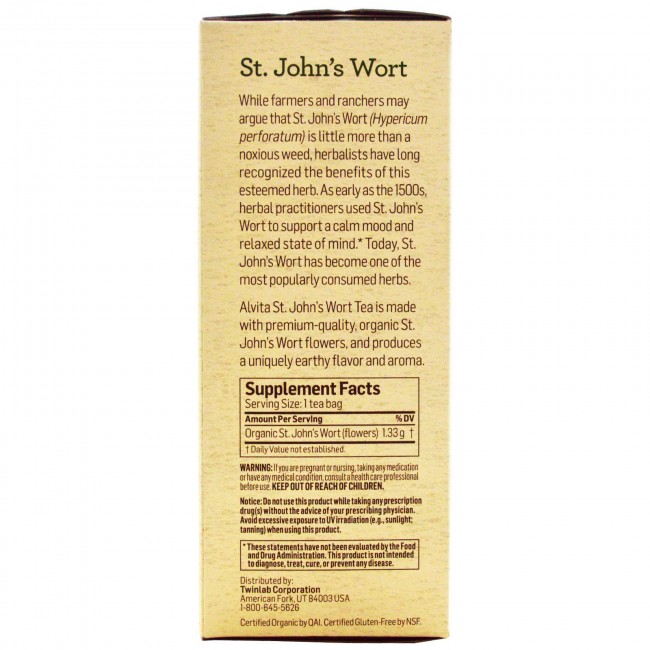 St. John's Wort
While farmers and ranchers may
argue that St. John's Wort (Hypericum
perforatum) is little more than a
noxious weed, herbalists have long
recognized the benefits of this
esteemed herb. As early as the 1500s,
herbal practitioners used St. John's
Wort to support a calm mood and
relaxed state of mind.* Today, St.
John's Wort has become one of the
most popularly consumed herbs.
Alvita St. John's Wort Tea is made
with premium-quality, organic St.
John's Wort flowers, and produces
a uniquely earthy flavor and aroma.
Supplement Facts
Serving Size: 1 tea bag
Amount Per Serving % DV
Organic St. John's Wort (flowers) 1.33 g †
† Daily Value not established.
WARNING: If you are pregnant or nursing, taking any medication
or have any medical condition, consult a health care professional
before use. KEEP OUT OF REACH OF CHILDREN.
Notice: Do not use this product while taking any prescription
drug(s) without the advice of your prescribing physician.
Avoid excessive exposure to UV irradiation (e.g., sunlight;
tanning) when using this product.
* These statements have not been evaluated by the Food
and Drug Administration. This product is not intended
to diagnose, treat, cure, or prevent any disease.
Distributed by:
Twinlab Corporation
American Fork, UT 84003 USA
1-800-645-5626
Certified Organic by QAI. Certified Gluten-Free by NSF.